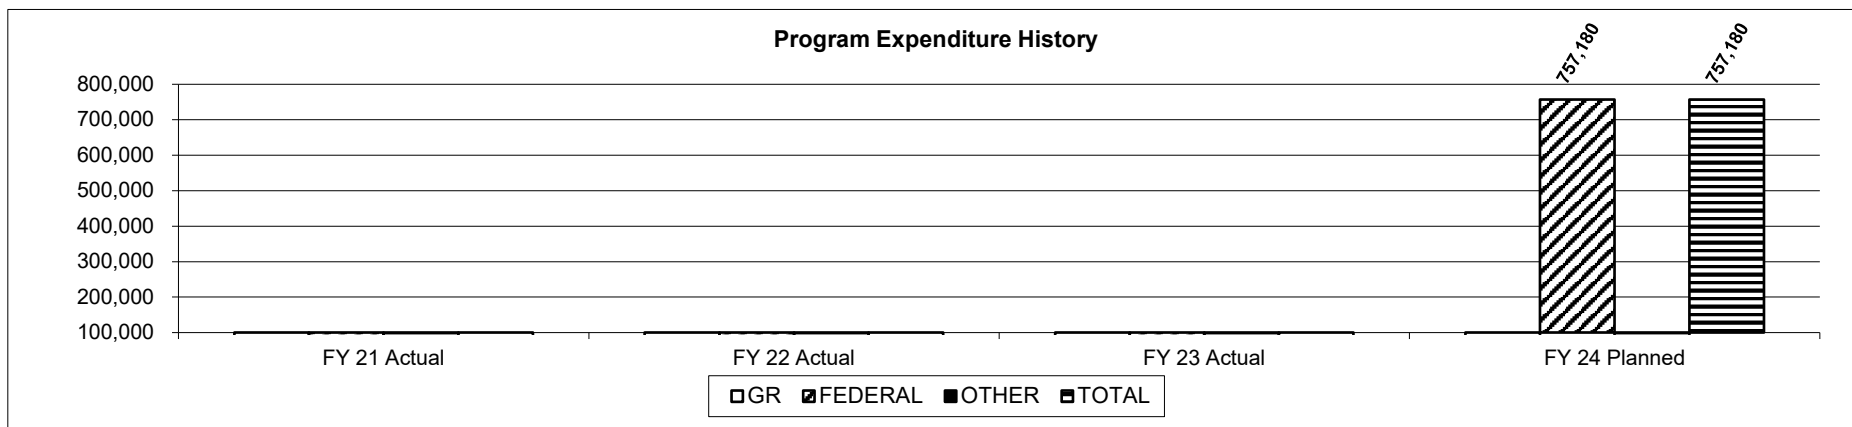 Program Expenditure History
757,180
757,180
800,000
700,000
600,000
500,000
400,000
300,000
200,000
100,000
FY 21 Actual
FY 22 Actual
FY 23 Actual
FY 24 Planned
GR FEDERAL OTHER TOTAL